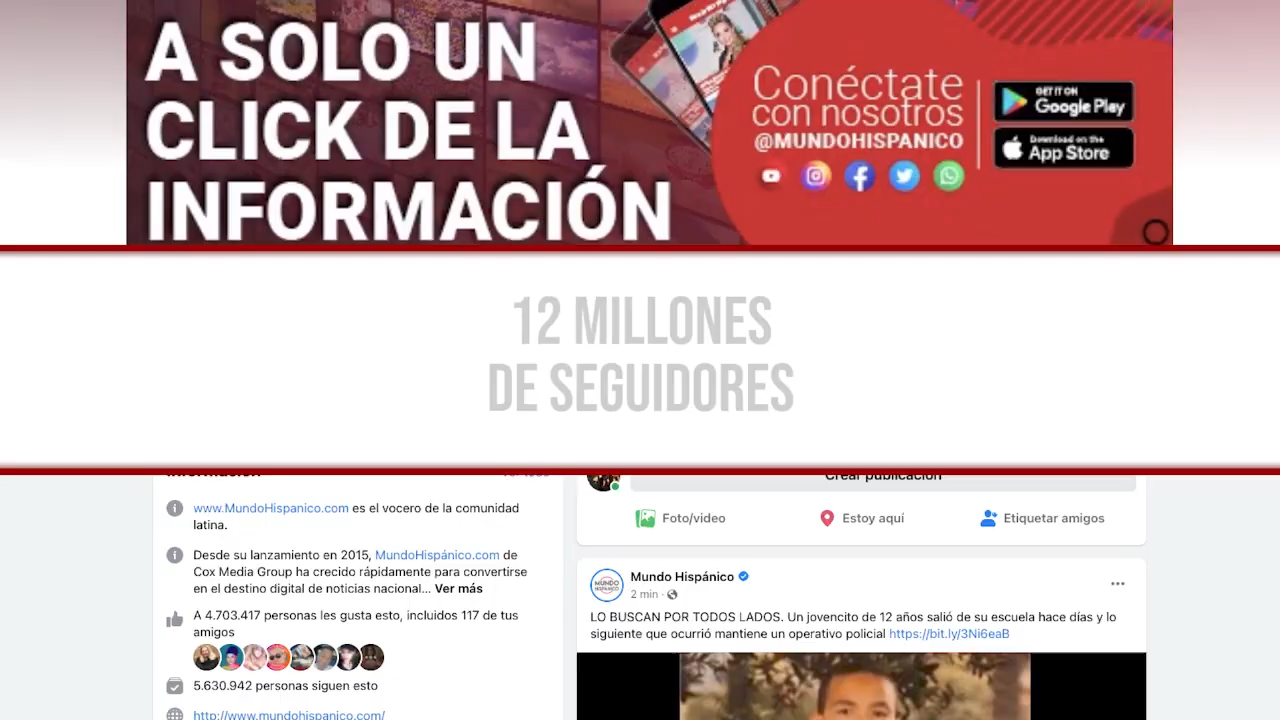 A SOLO UN
CLICK DE LA
INFORMACIÓN
Conéctate
con nosotros
@MUNDOHISPANICO
GET IT ON
Google Play
Download on the
App Store
12 MILLONES
DE SEGUIDORES
www.MundoHispanico.com es el vocero de la comunidad
latina.
Desde su lanzamiento en 2015, MundoHispánico.com de
Cox Media Group ha crecido rápidamente para convertirse
en el destino digital de noticias nacional... Ver más
A 4.703.417 personas les gusta esto, incluidos 117 de tus
amigos
5.630.942 personas siguen esto
http://www.mundohispanico.com/
Crear publicación
Foto/video
Estoy aquí
Etiquetar amigos
MUNDO
HISPÁNICO
Mundo Hispánico
2 min ·
LO BUSCAN POR TODOS LADOS. Un jovencito de 12 años salió de su escuela hace días y lo
siguiente que ocurrió mantiene un operativo policial https://bit.ly/3Ni6eaB